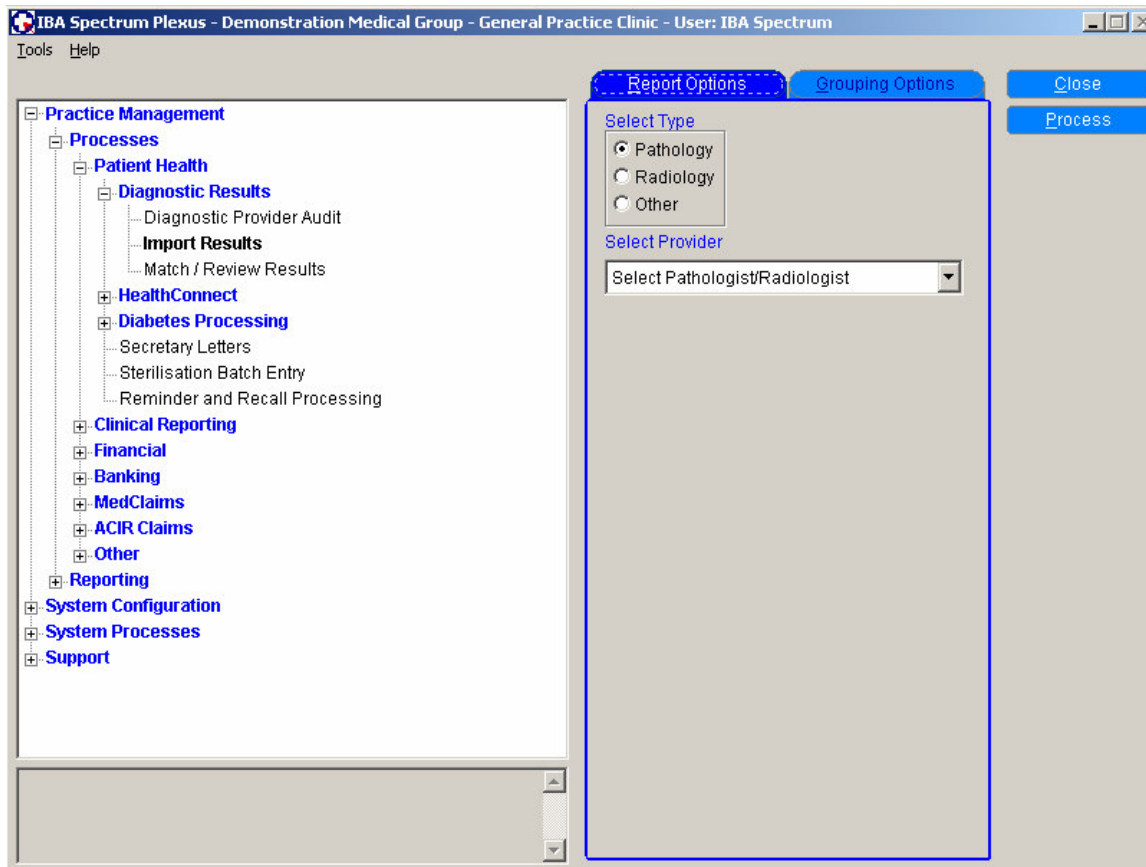 IBA Spectrum Plexus - Demonstration Medical Group - General Practice Clinic - User: IBA Spectrum
Tools Help
Practice Management
Processes
Patient Health
Diagnostic Results
Diagnostic Provider Audit
Import Results
Match / Review Results
HealthConnect
Diabetes Processing
Secretary Letters
Sterilisation Batch Entry
Reminder and Recall Processing
Clinical Reporting
Financial
Banking
MedClaims
ACIR Claims
Other
Reporting
System Configuration
System Processes
Support
Report Options Grouping Options
Select Type
Pathology
Radiology
Other
Select Provider
Select Pathologist/Radiologist
Close
Process